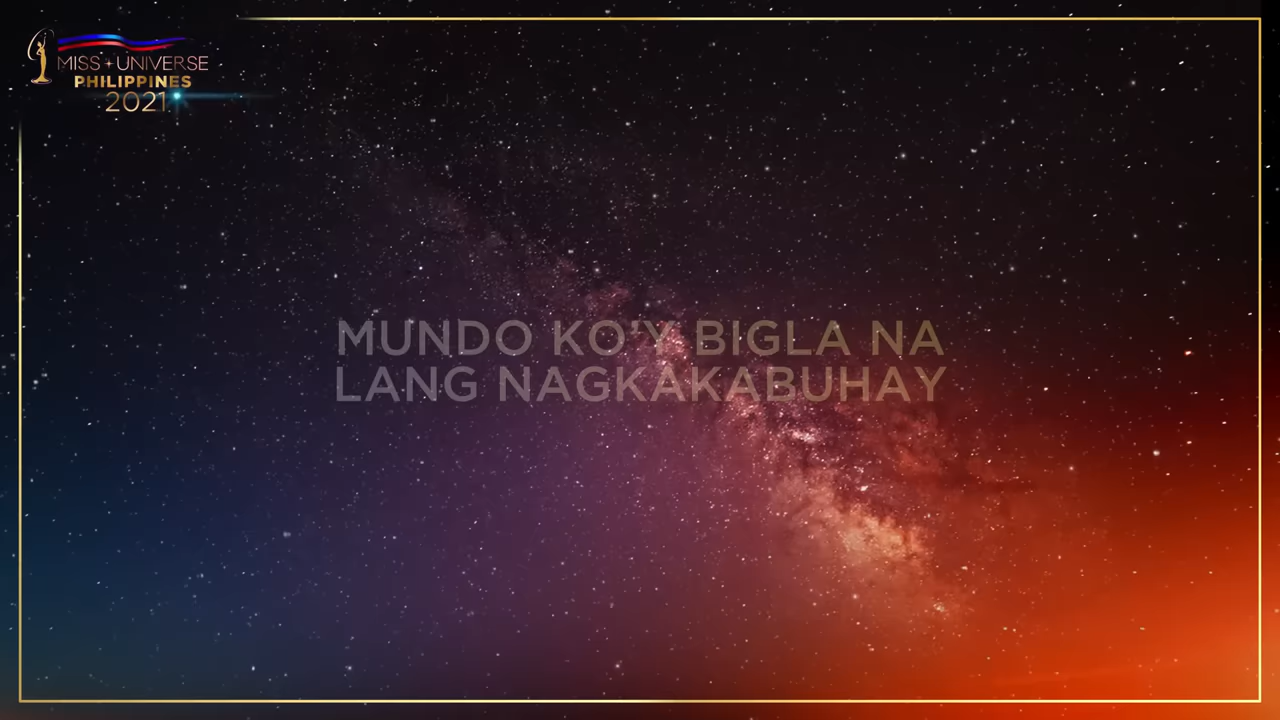 MISS UNIVERSE
PHILIPPINES
2021
MUNDO KO'Y BIGLA NA
LANG NAGKAKABUHAY